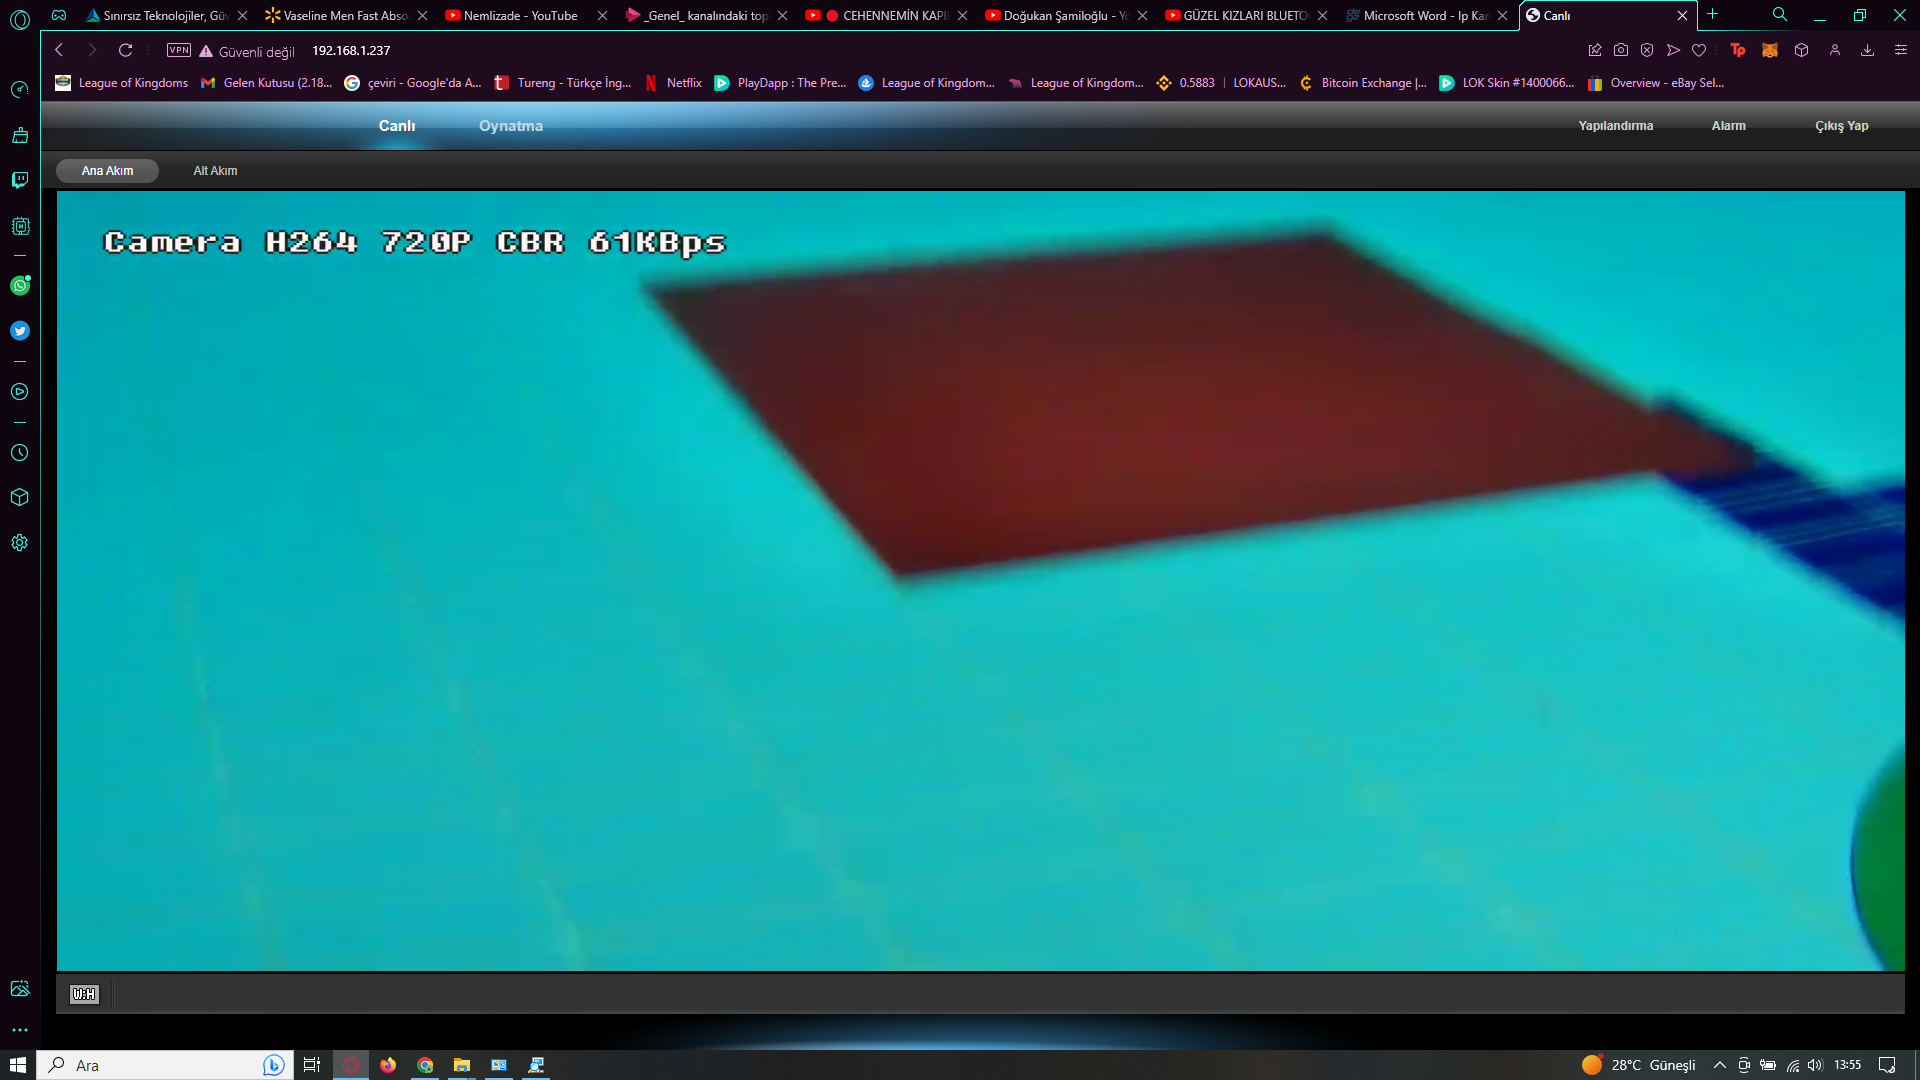 Sınırsız Teknolojiler, Güv
Vaseline Men Fast Abso
Nemlizade - YouTube
_Genel_ kanalındaki top
CEHENNEMİN KAPI
Doğukan Şamiloğlu - Yo
GÜZEL KIZLARI BLUETO
Microsoft Word - Ip Kam
Canlı
VPN
Güvenli değil
192.168.1.237
League of Kingdoms
Gelen Kutusu (2.18...
çeviri - Google'da A...
Tureng - Türkçe İng...
Netflix
PlayDapp : The Pre...
League of Kingdom...
League of Kingdom...
0.5883 | LOKAUS...
Bitcoin Exchange |...
LOK Skin #1400066...
Overview - eBay Sel...
Canlı
Oynatma
Yapılandırma
Alarm
Çıkış Yap
Ana Akım
Alt Akım
Camera H264 720P CBR 61KBps
W:H
Ara
28°C Güneşli
13:55